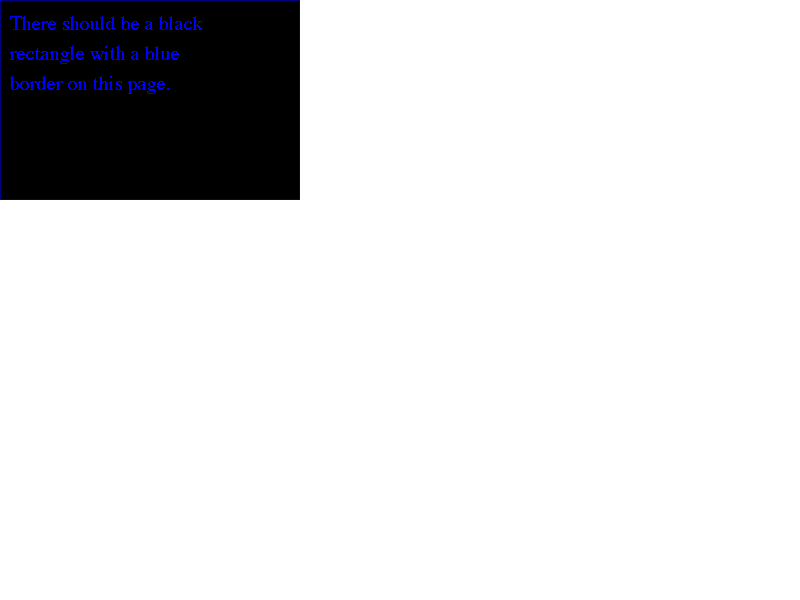 There should be a black
rectangle with a blue
border on this page.